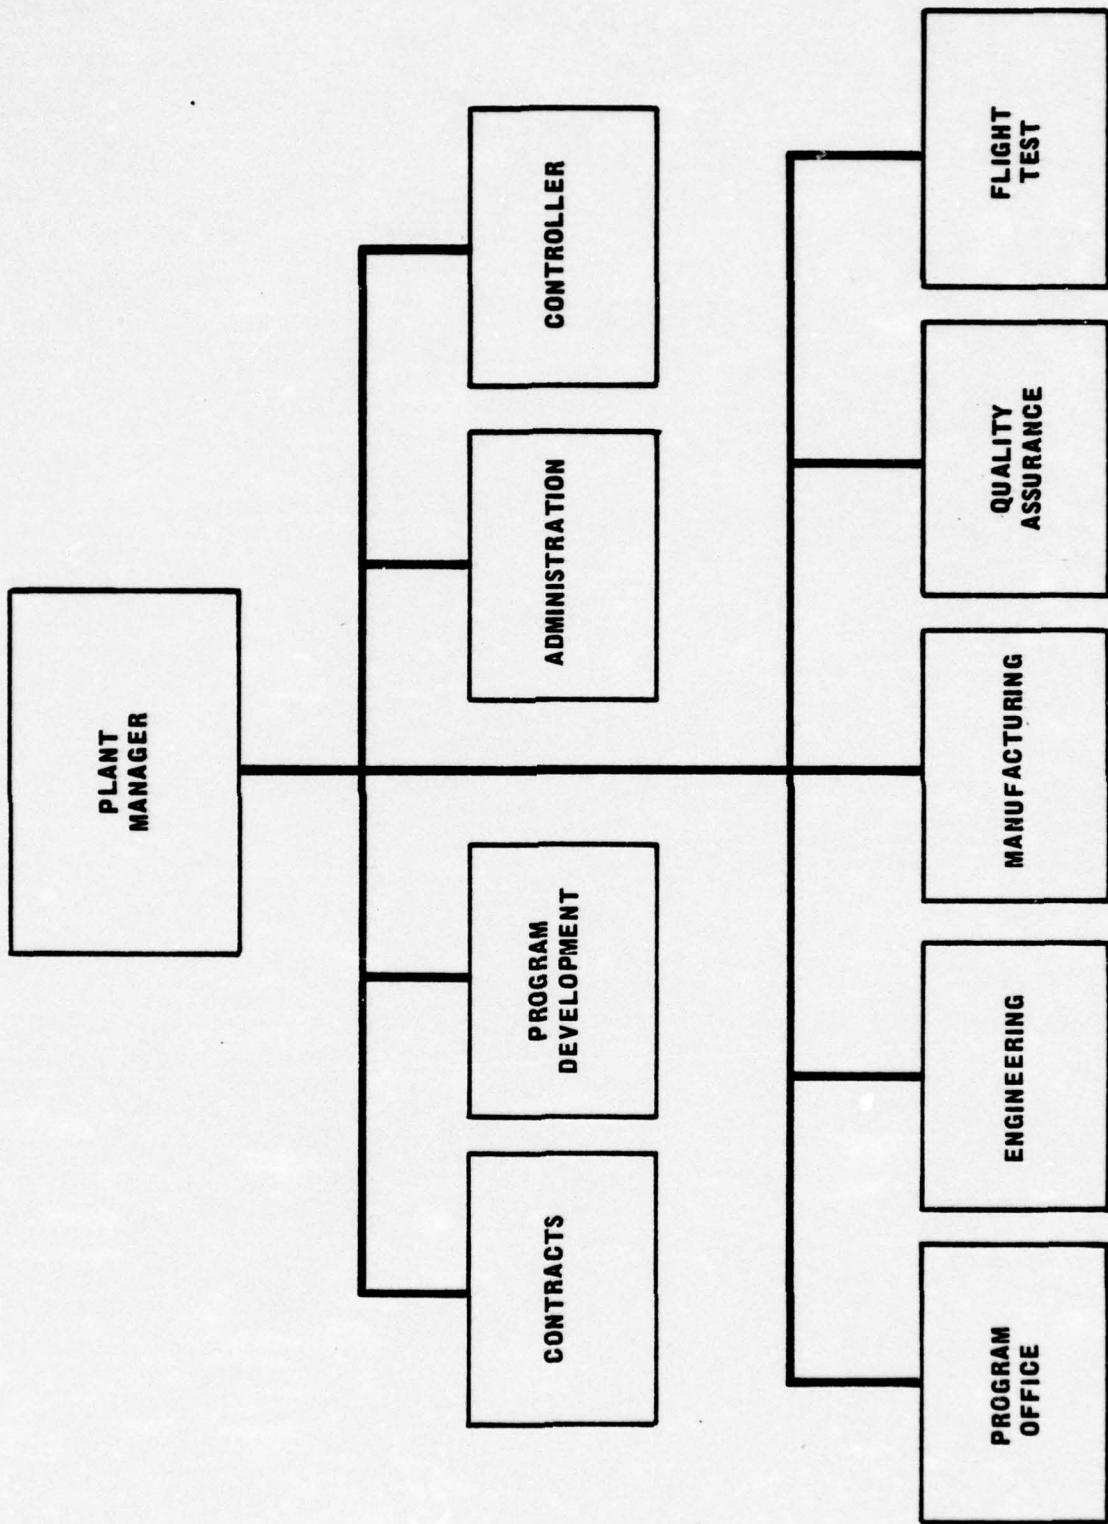 PLANT
MANAGER
CONTRACTS
PROGRAM
DEVELOPMENT
ADMINISTRATION
CONTROLLER
PROGRAM
OFFICE
ENGINEERING
MANUFACTURING
QUALITY
ASSURANCE
FLIGHT
TEST